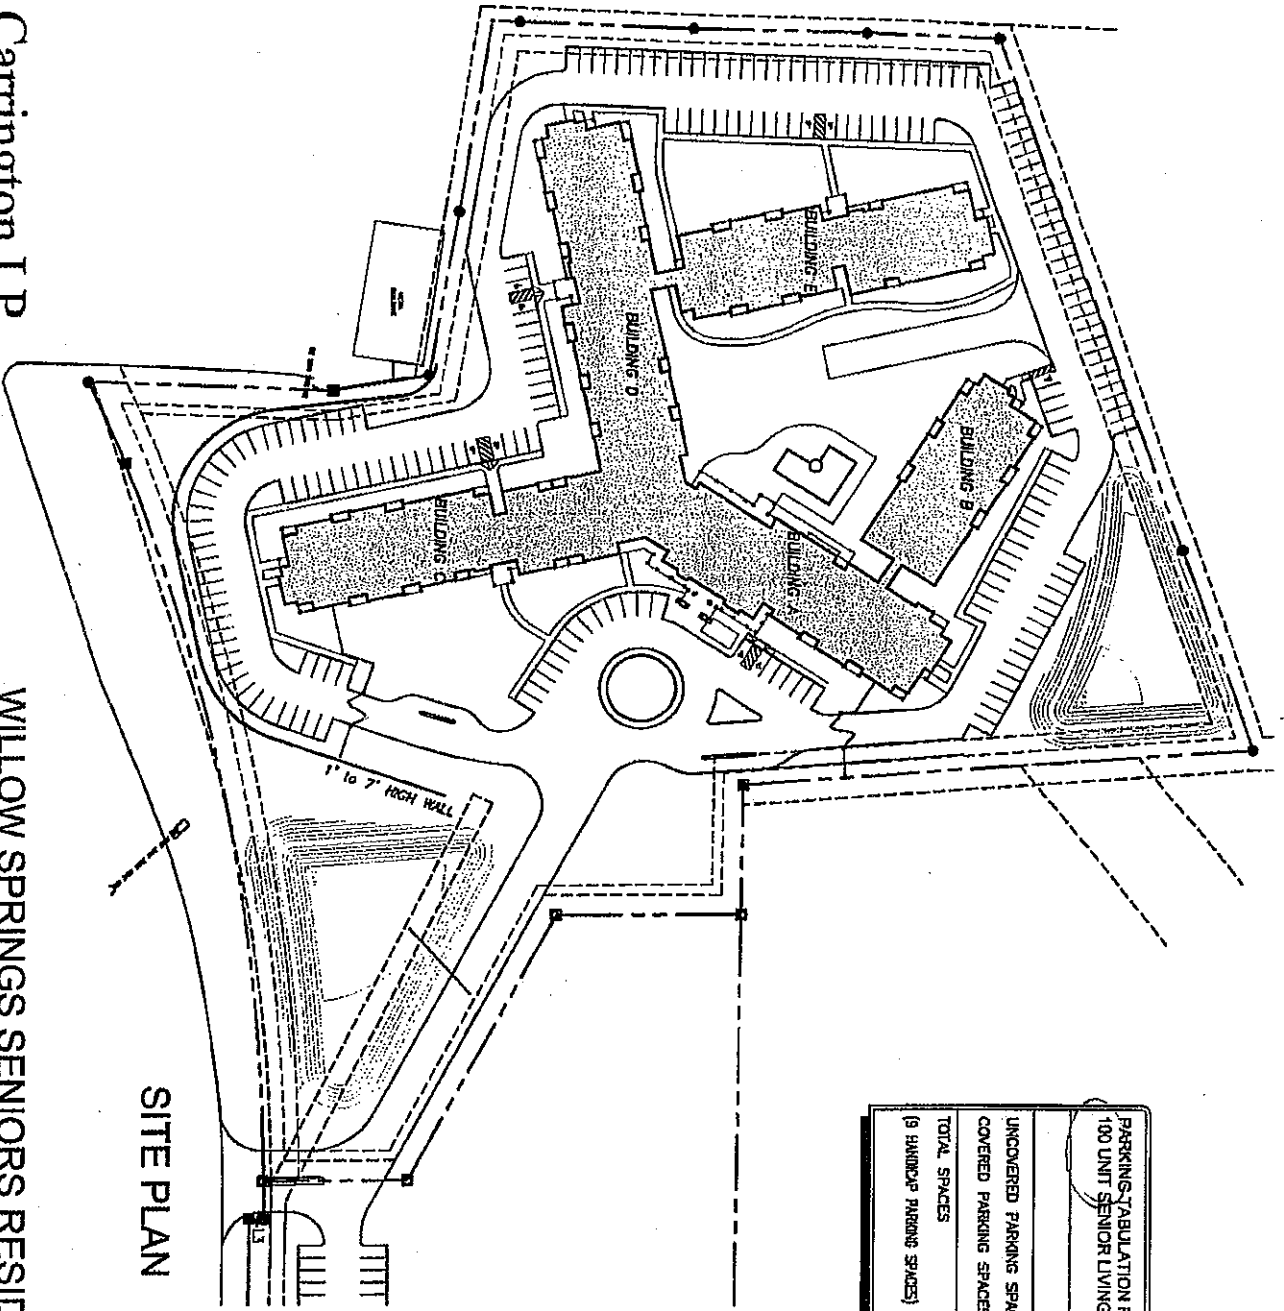 PARKING TABULATION
100 UNIT SENIOR LIVING
UNCOVERED PARKING SPA
COVERED PARKING SPACES
TOTAL SPACES
(9 HANDICAP PARKING SPACES)
BUILDING E
BUILDING D
BUILDING B
BUILDING A
BUILDING C
1' to 7' HIGH WALL
L3
SITE PLAN
Carrington L P
WILLOW SPRINGS SENIORS RESID